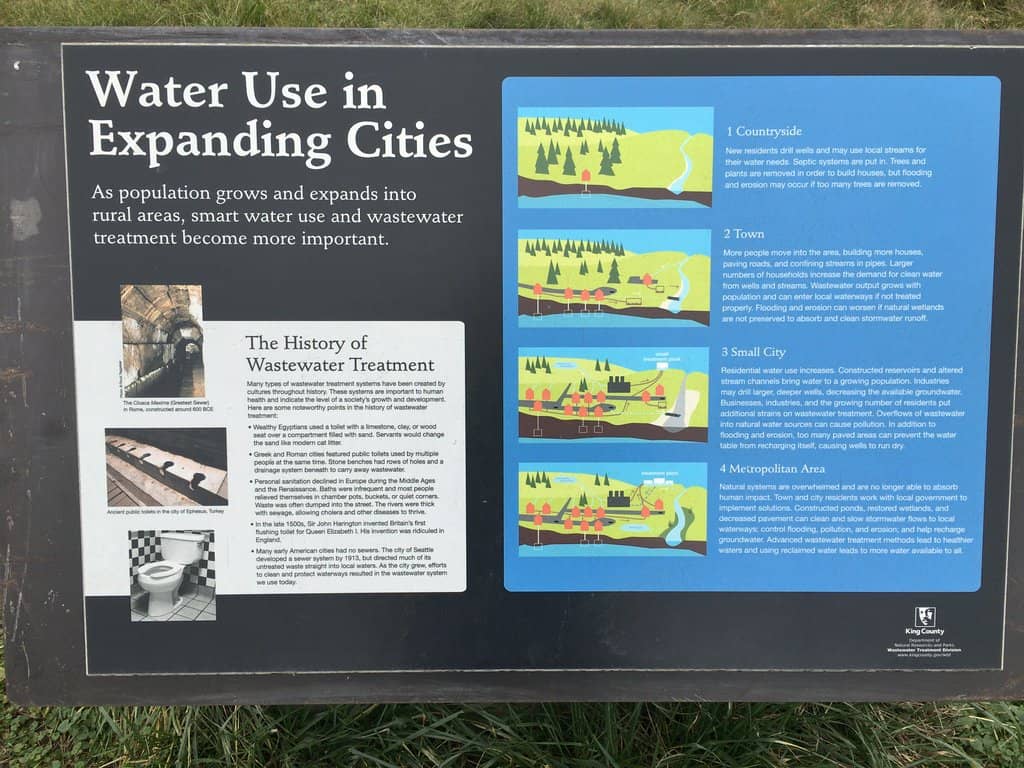 Water Use in
Expanding Cities
As population grows and expands into
rural areas, smart water use and wastewater
treatment become more important.
The Cloaca Maxima (Greatest Sewer)
in Rome, constructed around 600 BCE
Ancient public toilets in the city of Ephesus, Turkey
The History of
Wastewater Treatment
Many types of wastewater treatment systems have been created by
cultures throughout history. These systems are important to human
health and indicate the level of a society's growth and development.
Here are some noteworthy points in the history of wastewater
treatment:
• Wealthy Egyptians used a toilet with a limestone, clay, or wood
seat over a compartment filled with sand. Servants would change
the sand like modern cat litter.
• Greek and Roman cities featured public toilets used by multiple
people at the same time. Stone benches had rows of holes and a
drainage system beneath to carry away wastewater.
• Personal sanitation declined in Europe during the Middle Ages
and the Renaissance. Baths were infrequent and most people
relieved themselves in chamber pots, buckets, or quiet corners.
Waste was often dumped into the street. The rivers were thick
with sewage, allowing cholera and other diseases to thrive.
• In the late 1500s, Sir John Harington invented Britain's first
flushing toilet for Queen Elizabeth I. His invention was ridiculed in
England.
• Many early American cities had no sewers. The city of Seattle
developed a sewer system by 1913, but directed much of its
untreated waste straight into local waters. As the city grew, efforts
to clean and protect waterways resulted in the wastewater system
we use today.
1 Countryside
New residents drill wells and may use local streams for
their water needs. Septic systems are put in. Trees and
plants are removed in order to build houses, but flooding
and erosion may occur if too many trees are removed.
2 Town
More people move into the area, building more houses,
paving roads, and confining streams in pipes. Larger
numbers of households increase the demand for clean water
from wells and streams. Wastewater output grows with
population and can enter local waterways if not treated
properly. Flooding and erosion can worsen if natural wetlands
are not preserved to absorb and clean stormwater runoff.
small
treatment plant
3 Small City
Residential water use increases. Constructed reservoirs and altered
stream channels bring water to a growing population. Industries
may drill larger, deeper wells, decreasing the available groundwater.
Businesses, industries, and the growing number of residents put
additional strains on wastewater treatment. Overflows of wastewater
into natural water sources can cause pollution. In addition to
flooding and erosion, too many paved areas can prevent the water
table from recharging itself, causing wells to run dry.
treatment plant
4 Metropolitan Area
Natural systems are overwhelmed and are no longer able to absorb
human impact. Town and city residents work with local government to
implement solutions. Constructed ponds, restored wetlands, and
decreased pavement can clean and slow stormwater flows to local
waterways; control flooding, pollution, and erosion; and help recharge
groundwater. Advanced wastewater treatment methods lead to healthier
waters and using reclaimed water leads to more water available to all.
King County
Department of
Natural Resources and Parks
Wastewater Treatment Division
www.kingcounty.gov/wtd